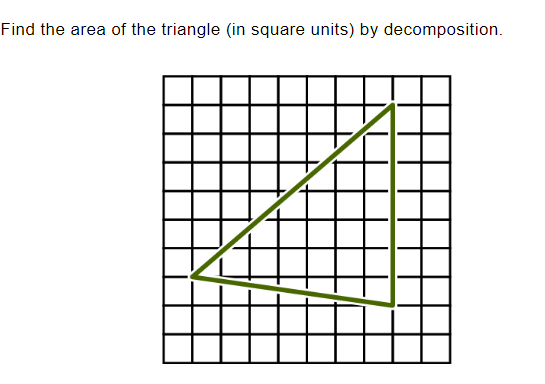 Find the area of the triangle (in square units) by decomposition.